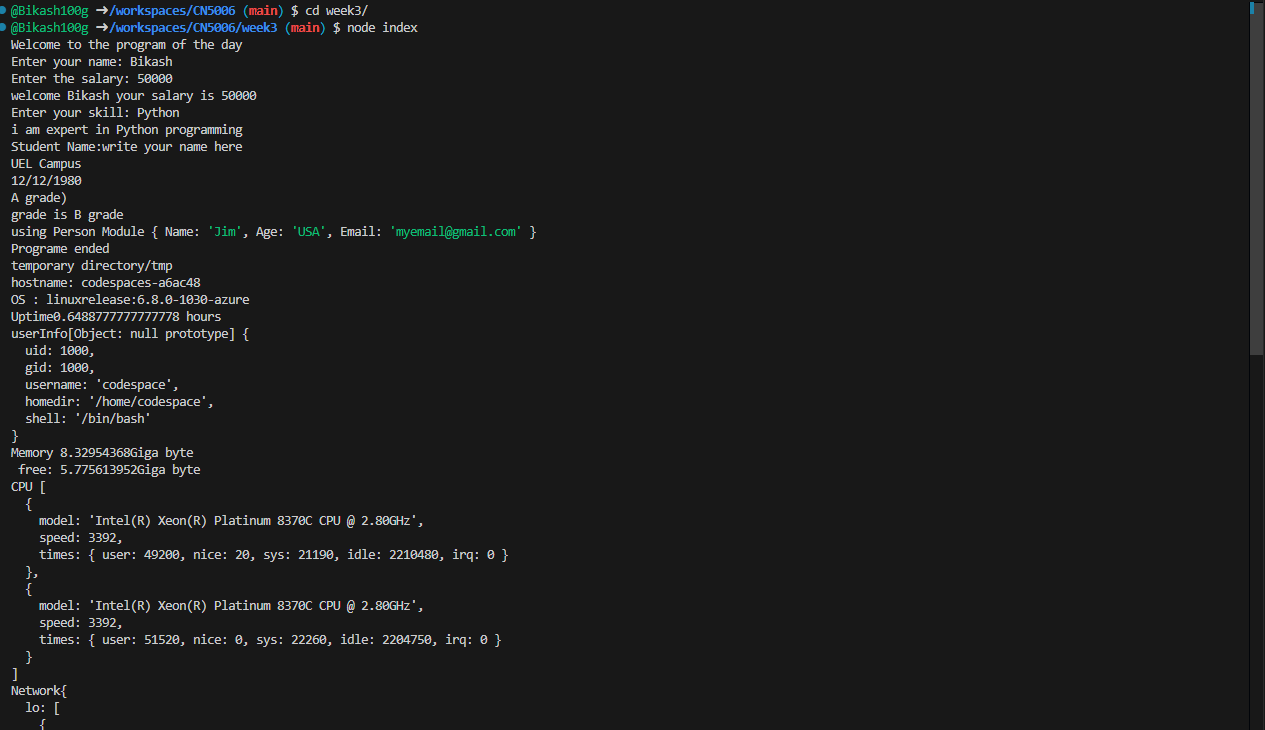 @Bikash100g ➜/workspaces/CN5006 (main) $ cd week3/
@Bikash100g ➜/workspaces/CN5006/week3 (main) $ node index
Welcome to the program of the day
Enter your name: Bikash
Enter the salary: 50000
welcome Bikash your salary is 50000
Enter your skill: Python
i am expert in Python programming
Student Name:write your name here
UEL Campus
12/12/1980
A grade)
grade is B grade
using Person Module { Name: 'Jim', Age: 'USA', Email: 'myemail@gmail.com' }
Programe ended
temporary directory/tmp
hostname: codespaces-a6ac48
OS : linuxrelease:6.8.0-1030-azure
Uptime0.6488777777777778 hours
userInfo[Object: null prototype] {
  uid: 1000,
  gid: 1000,
  username: 'codespace',
  homedir: '/home/codespace',
  shell: '/bin/bash'
}
Memory 8.32954368Giga byte
 free: 5.775613952Giga byte
CPU [
  {
    model: 'Intel(R) Xeon(R) Platinum 8370C CPU @ 2.80GHz',
    speed: 3392,
    times: { user: 49200, nice: 20, sys: 21190, idle: 2210480, irq: 0 }
  },
  {
    model: 'Intel(R) Xeon(R) Platinum 8370C CPU @ 2.80GHz',
    speed: 3392,
    times: { user: 51520, nice: 0, sys: 22260, idle: 2204750, irq: 0 }
  }
]
Network{
  lo: [
    {